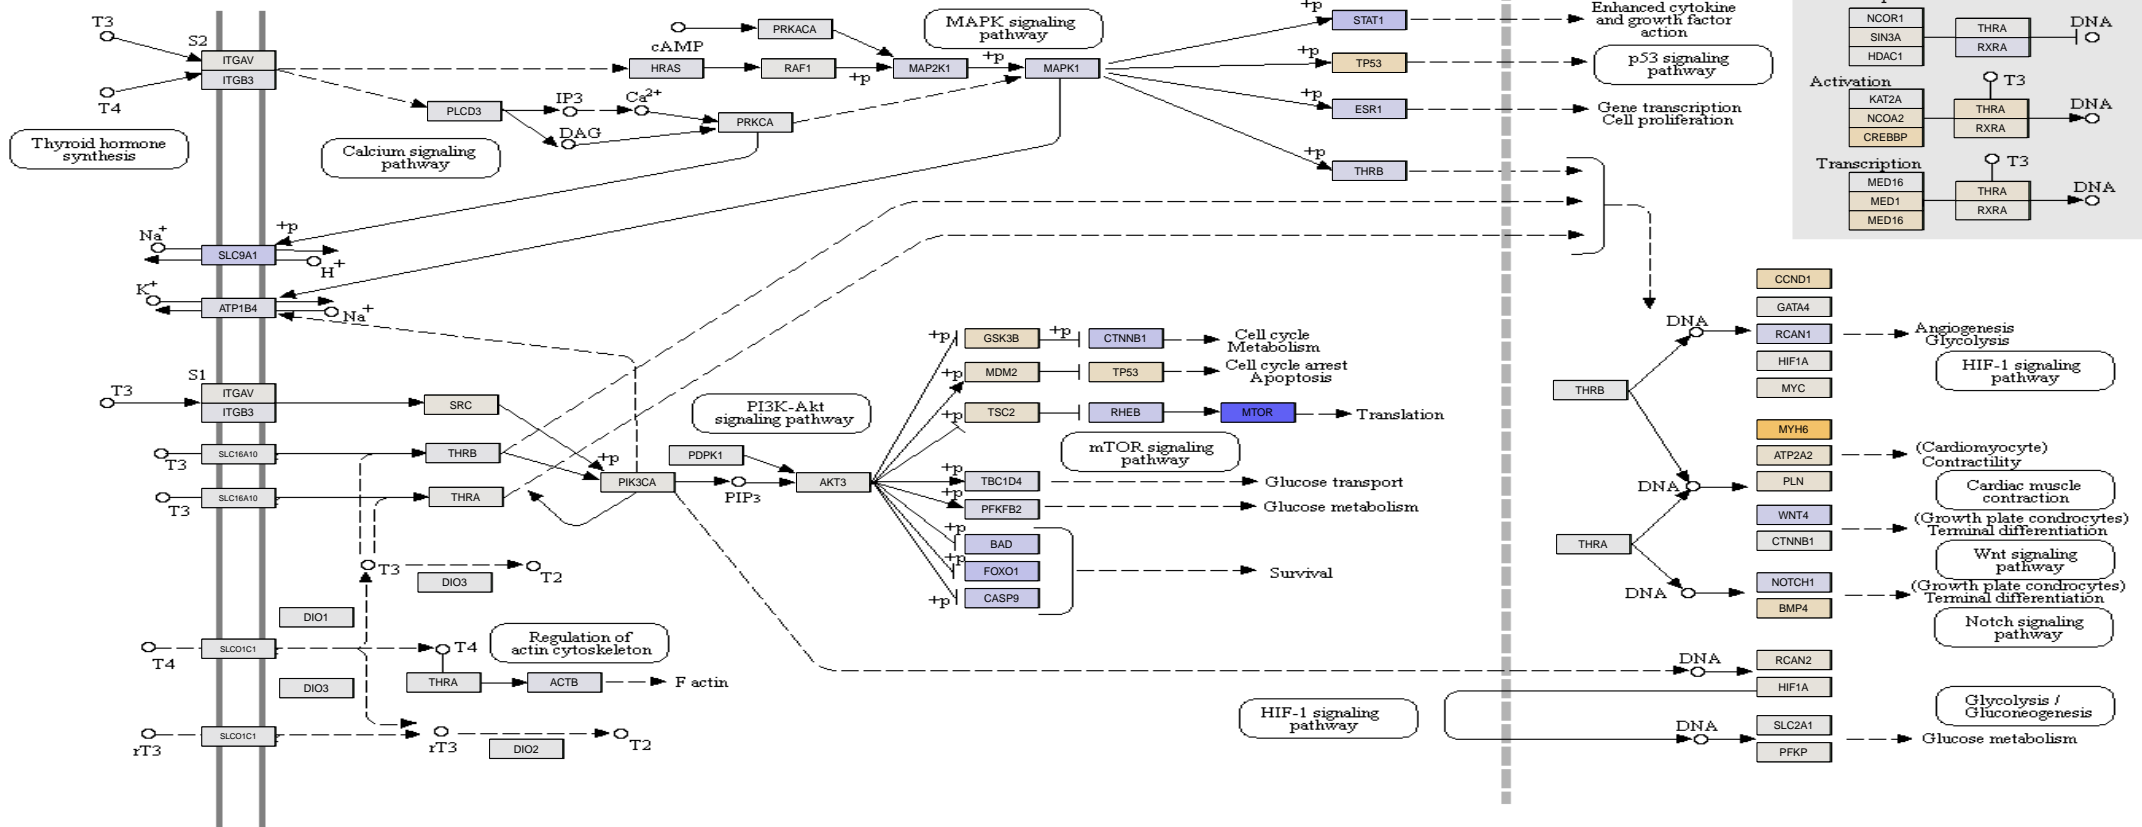 T3
S2
ITGAV
ITGB3
T4
Thyroid hormone
synthesis
cAMP
PRKACA
HRAS
RAF1
+p
MAP2K1
+p
MAPK1
MAPK signaling
pathway
PLCD3
IP3
Ca2+
DAG
PRKCA
Calcium signaling
pathway
+p
STAT1
Enhanced cytokine
and growth factor
action
+p
TP53
p53 signaling
pathway
+p
ESR1
Gene transcription
Cell proliferation
+p
THRB
NCOR1
SIN3A
HDAC1
THRA
RXRA
DNA
Activation
T3
KAT2A
NCOA2
CREBBP
THRA
RXRA
DNA
Transcription
T3
MED16
MED1
MED16
THRA
RXRA
DNA
Na+
+p
SLC9A1
H+
K+
ATP1B4
Na+
S1
T3
ITGAV
ITGB3
SRC
T3
SLC16A10
THRB
T3
SLC16A10
THRA
+p
PIK3CA
PDPK1
PIP3
AKT3
PI3K-Akt
signaling pathway
+p
GSK3B
+p
CTNNB1
Cell cycle
Metabolism
+p
MDM2
TP53
Cell cycle arrest
Apoptosis
+p
TSC2
RHEB
MTOR
Translation
mTOR signaling
pathway
+p
TBC1D4
Glucose transport
+p
PFKFB2
Glucose metabolism
+p
BAD
+p
FOXO1
+p
CASP9
Survival
T3
DIO3
T2
DIO1
T4
SLCO1C1
T4
Regulation of
actin cytoskeleton
THRA
ACTB
F actin
DIO3
rT3
SLCO1C1
rT3
DIO2
T2
THRB
THRA
DNA
CCND1
GATA4
RCAN1
HIF1A
MYC
Angiogenesis
Glycolysis
HIF-1 signaling
pathway
DNA
MYH6
ATP2A2
PLN
WNT4
CTNNB1
(Cardiomyocyte)
Contractility
Cardiac muscle
contraction
(Growth plate condrocytes)
Terminal differentiation
Wnt signaling
pathway
DNA
NOTCH1
BMP4
(Growth plate condrocytes)
Terminal differentiation
Notch signaling
pathway
DNA
RCAN2
HIF1A
HIF-1 signaling
pathway
Glycolysis /
Gluconeogenesis
DNA
SLC2A1
PFKP
Glucose metabolism